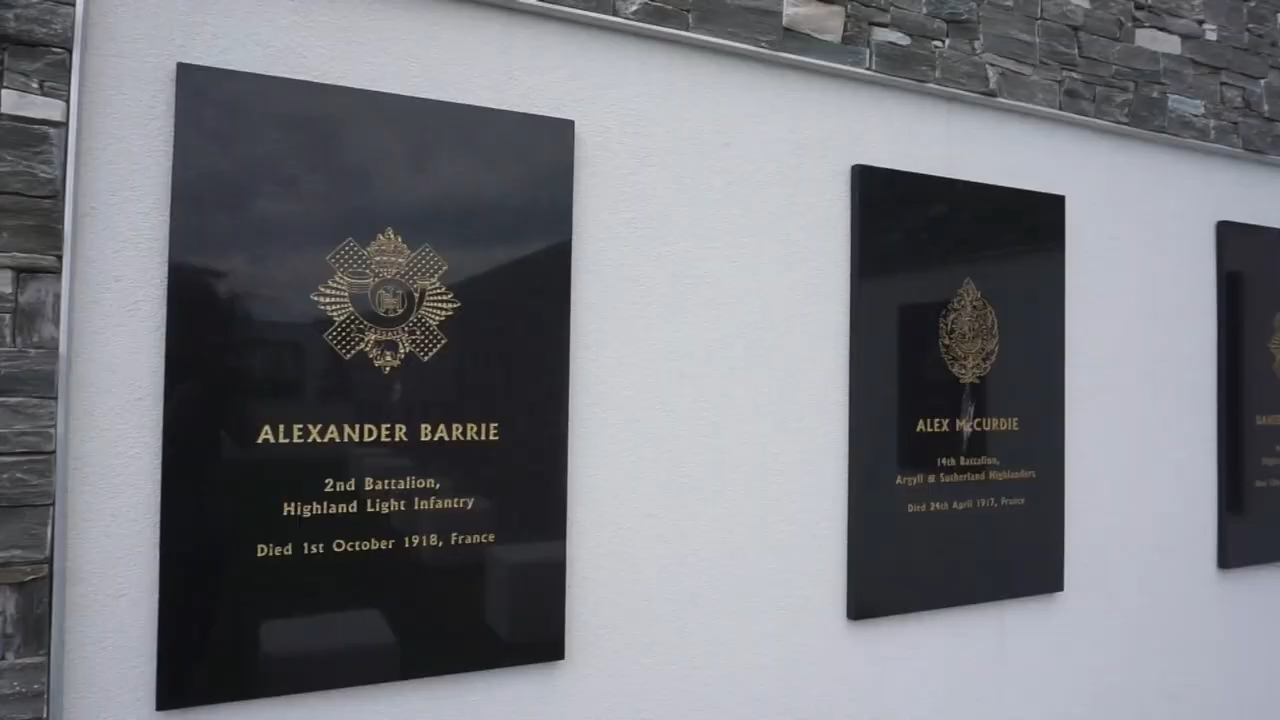 ALEXANDER BARRIE
2nd Battalion,
Highland Light Infantry
Died 1st October 1918, France
ALEX McCURDIE
14th Battalion,
Argyll & Sutherland Highlanders
Died 24th April 1917, France